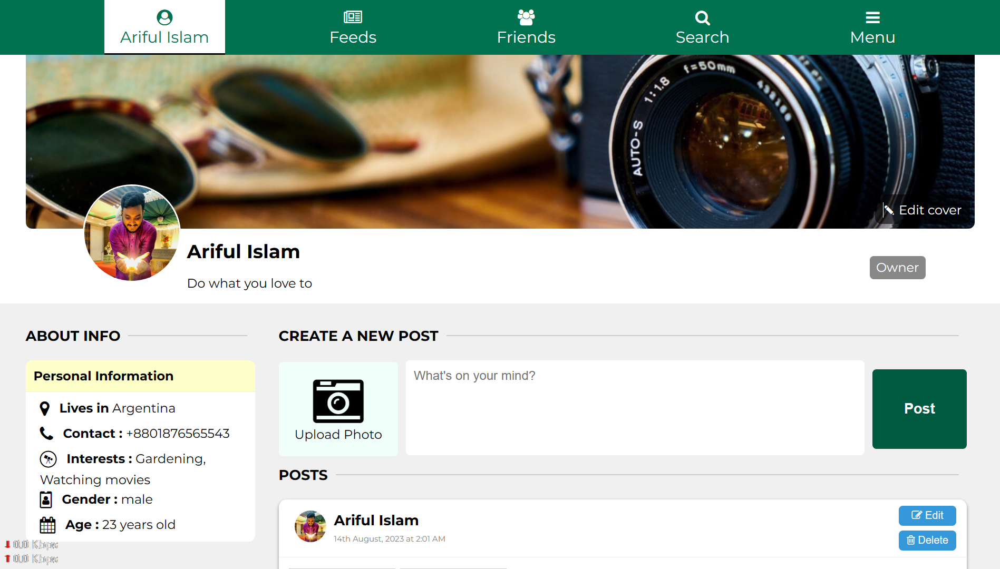 Ariful Islam
Feeds
Friends
Search
Menu
AUTO-S 1:1.8 f=50mm 438160
Edit cover
Ariful Islam
Do what you love to
Owner
ABOUT INFO
Personal Information
Lives in Argentina
Contact : +8801876565543
Interests : Gardening,
Watching movies
Gender : male
Age : 23 years old
CREATE A NEW POST
Upload Photo
What's on your mind?
Post
POSTS
Ariful Islam
14th August, 2023 at 2:01 AM
Edit
Delete
0.0 Kbps
0.0 Kbps